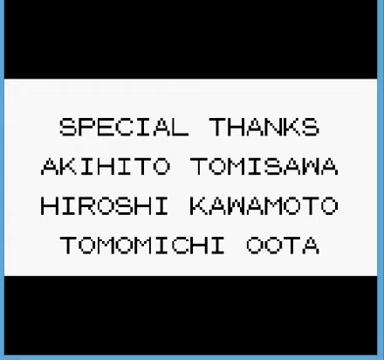 SPECIAL THANKS
AKIHITO TOMISAWA
HIROSHI KAWAMOTO
TOMOMICHI OOTA